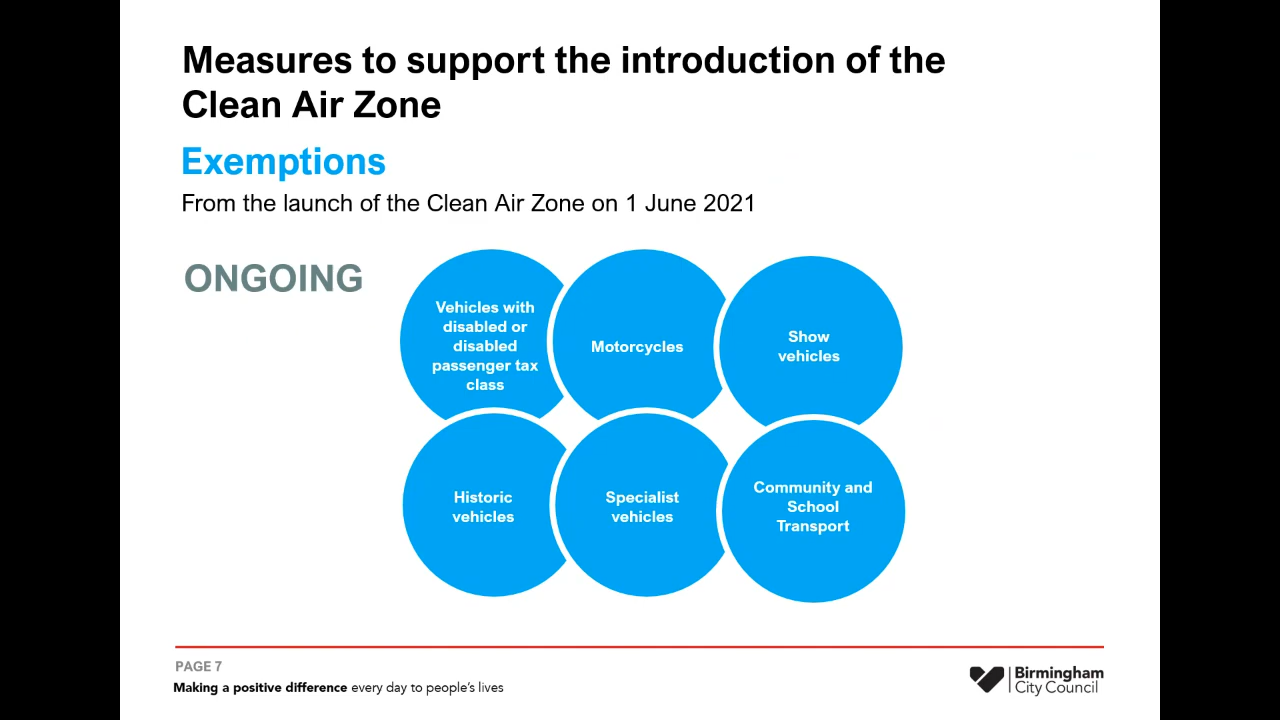 Measures to support the introduction of the
Clean Air Zone
Exemptions
From the launch of the Clean Air Zone on 1 June 2021
ONGOING
Vehicles with
disabled or
disabled
passenger tax
class
Motorcycles
Show
vehicles
Historic
vehicles
Specialist
vehicles
Community and
School
Transport
PAGE 7
Making a positive difference every day to people's lives
Birmingham
City Council